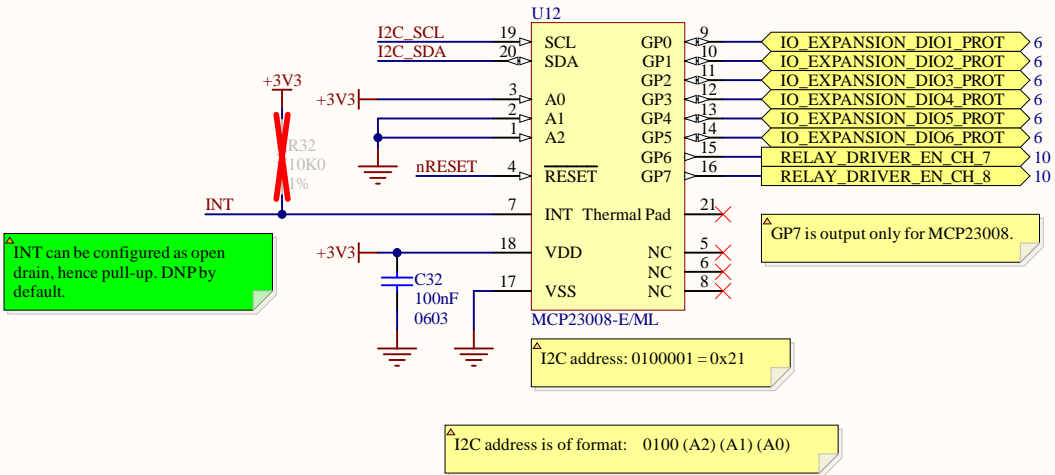 U12
I2C_SCL 19 SCL GP0 9 IO_EXPANSION_DIO1_PROT 6
I2C_SDA 20 SDA GP1 10 IO_EXPANSION_DIO2_PROT 6
GP2 11 IO_EXPANSION_DIO3_PROT 6
+3V3 +3V3 3 A0 GP3 12 IO_EXPANSION_DIO4_PROT 6
2 A1 GP4 13 IO_EXPANSION_DIO5_PROT 6
1 A2 GP5 14 IO_EXPANSION_DIO6_PROT 6
R32 GP6 15 RELAY_DRIVER_EN_CH_7 10
10K0 nRESET 4 RESET GP7 16 RELAY_DRIVER_EN_CH_8 10
1%
INT 7 INT Thermal Pad 21
GP7 is output only for MCP23008.
INT can be configured as open
drain, hence pull-up. DNP by
default.
+3V3 18 VDD NC 5
NC 6
C32 17 VSS NC 8
100nF
0603
MCP23008-E/ML
I2C address: 0100001 = 0x21
I2C address is of format: 0100 (A2) (A1) (A0)